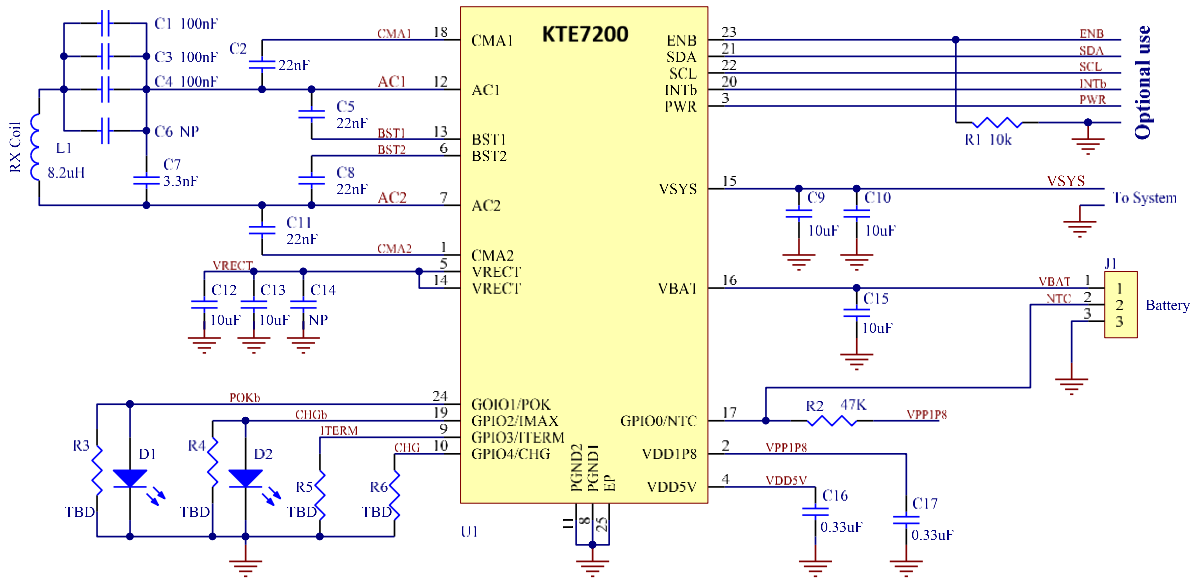 KTE7200
U1
C1 100nF
C3 100nF
C4 100nF
C6 NP
RX Coil
L1
8.2uH
C7
3.3nF
C2
22nF
CMA1 18 CMA1
AC1 12 AC1
C5
22nF
BST1 13 BST1
BST2 6 BST2
C8
22nF
AC2 7 AC2
C11
22nF
CMA2 1 CMA2
VRECT 5 VRECT
14 VRECT
C12
10uF
C13
10uF
C14
NP
POKb 24 GOIO1/POK
CHGb 19 GPIO2/IMAX
ITERM 9 GPIO3/ITERM
CHG 10 GPIO4/CHG
R3
TBD
D1
R4
TBD
D2
R5
TBD
R6
TBD
PGND2
PGND1
EP
11
8
25
ENB 23 ENB
SDA 21 SDA
SCL 22 SCL
INTb 20 INTb
PWR 3 PWR
R1 10k
Optional use
VSYS 15 VSYS
To System
C9
10uF
C10
10uF
VBAT 16 VBAT 1
NTC 2
3
J1
1
2
3
Battery
C15
10uF
GPIO0/NTC 17
R2 47K
VPP1P8
VDD1P8 2 VPP1P8
VDD5V 4 VDD5V
C16
0.33uF
C17
0.33uF